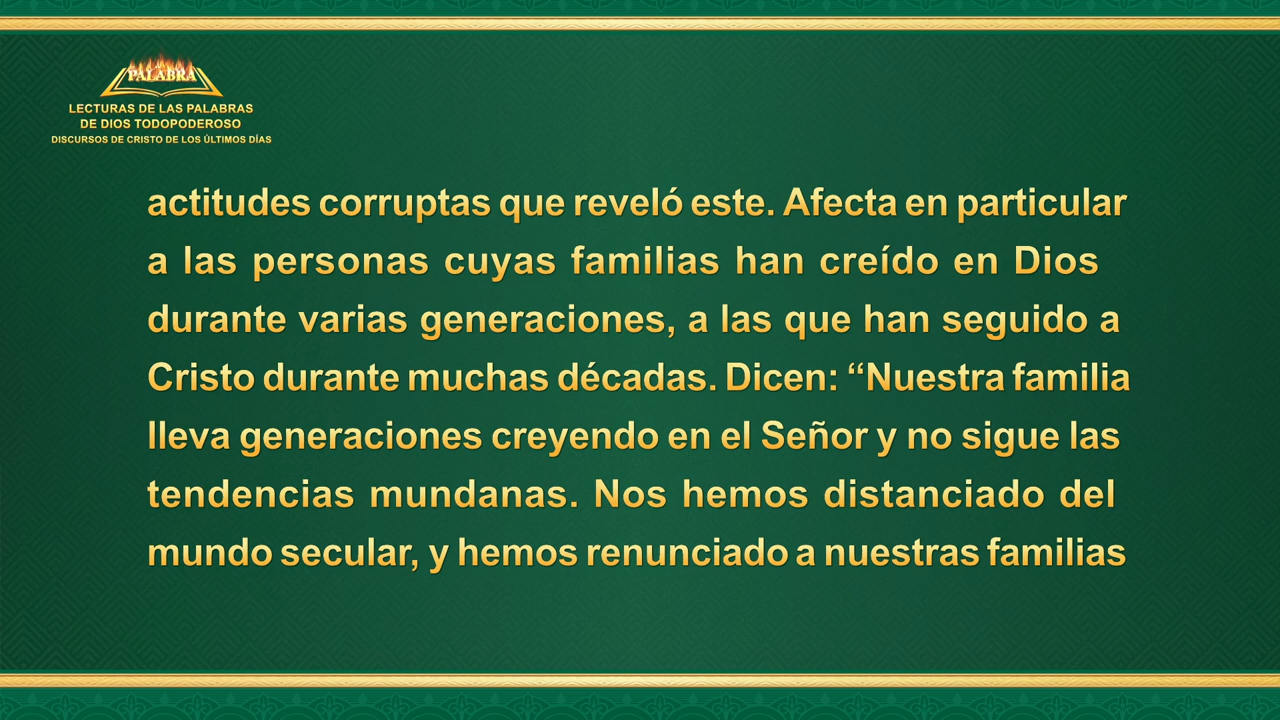 PALABRA
LECTURAS DE LAS PALABRAS
DE DIOS TODOPODEROSO
DISCURSOS DE CRISTO DE LOS ÚLTIMOS DÍAS
actitudes corruptas que reveló este. Afecta en particular
a las personas cuyas familias han creído en Dios
durante varias generaciones, a las que han seguido a
Cristo durante muchas décadas. Dicen: “Nuestra familia
lleva generaciones creyendo en el Señor y no sigue las
tendencias mundanas. Nos hemos distanciado del
mundo secular, y hemos renunciado a nuestras familias